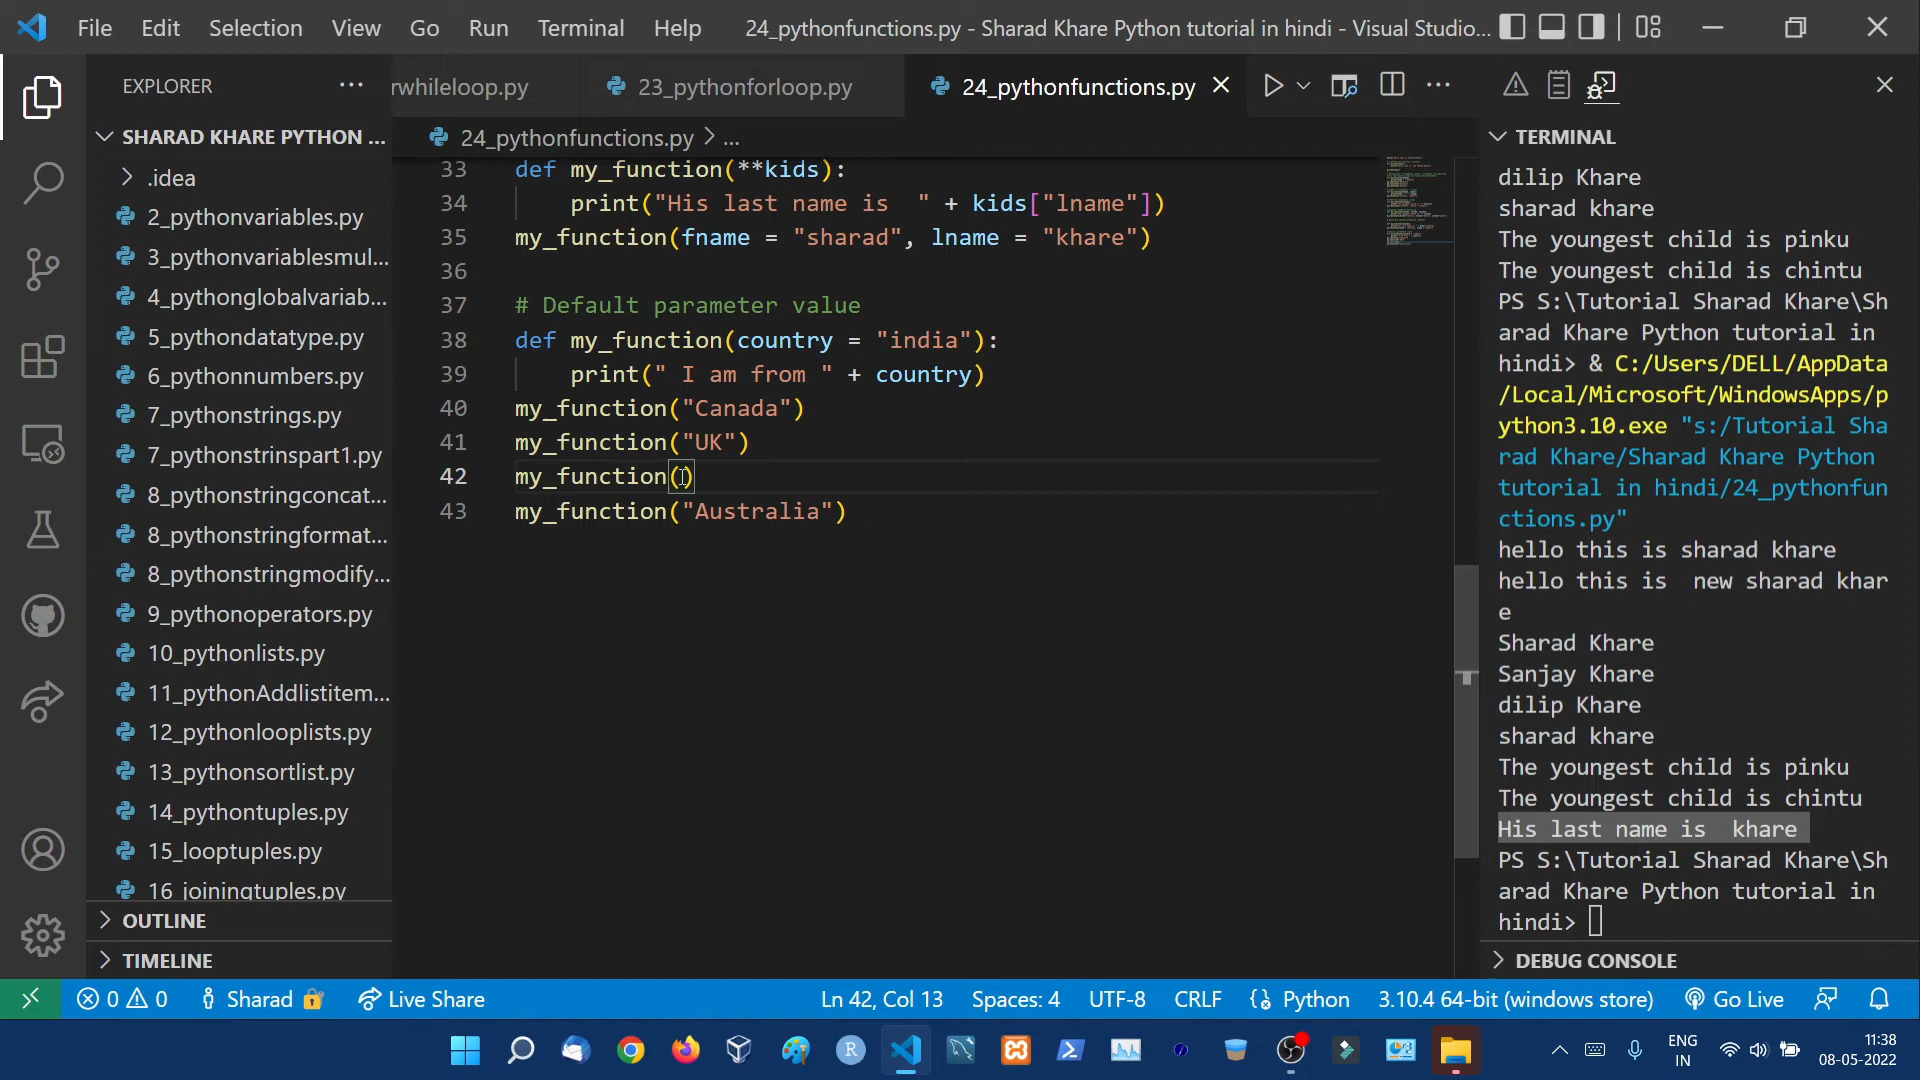 File Edit Selection View Go Run Terminal Help 24_pythonfunctions.py - Sharad Khare Python tutorial in hindi - Visual Studio...
EXPLORER
rwhileloop.py 23_pythonforloop.py 24_pythonfunctions.py
SHARAD KHARE PYTHON ...
.idea
2_pythonvariables.py
3_pythonvariablesmul...
4_pythonglobalvariab...
5_pythondatatype.py
6_pythonnumbers.py
7_pythonstrings.py
7_pythonstrinspart1.py
8_pythonstringconcat...
8_pythonstringformat...
8_pythonstringmodify...
9_pythonoperators.py
10_pythonlists.py
11_pythonAddlistitem...
12_pythonlooplists.py
13_pythonsortlist.py
14_pythontuples.py
15_looptuples.py
16_joiningtuples.py
OUTLINE
TIMELINE
24_pythonfunctions.py > ...
33 def my_function(**kids):
34 print("His last name is  " + kids["lname"])
35 my_function(fname = "sharad", lname = "khare")
36
37 # Default parameter value
38 def my_function(country = "india"):
39 print(" I am from " + country)
40 my_function("Canada")
41 my_function("UK")
42 my_function()
43 my_function("Australia")
TERMINAL
dilip Khare
sharad khare
The youngest child is pinku
The youngest child is chintu
PS S:\Tutorial Sharad Khare\Sh
arad Khare Python tutorial in
hindi> & C:/Users/DELL/AppData
/Local/Microsoft/WindowsApps/p
ython3.10.exe "s:/Tutorial Sha
rad Khare/Sharad Khare Python
tutorial in hindi/24_pythonfun
ctions.py"
hello this is sharad khare
hello this is  new sharad khar
e
Sharad Khare
Sanjay Khare
dilip Khare
sharad khare
The youngest child is pinku
The youngest child is chintu
His last name is  khare
PS S:\Tutorial Sharad Khare\Sh
arad Khare Python tutorial in
hindi>
DEBUG CONSOLE
0 0 Sharad Live Share Ln 42, Col 13 Spaces: 4 UTF-8 CRLF Python 3.10.4 64-bit (windows store) Go Live
R
ENG
IN
11:38
08-05-2022